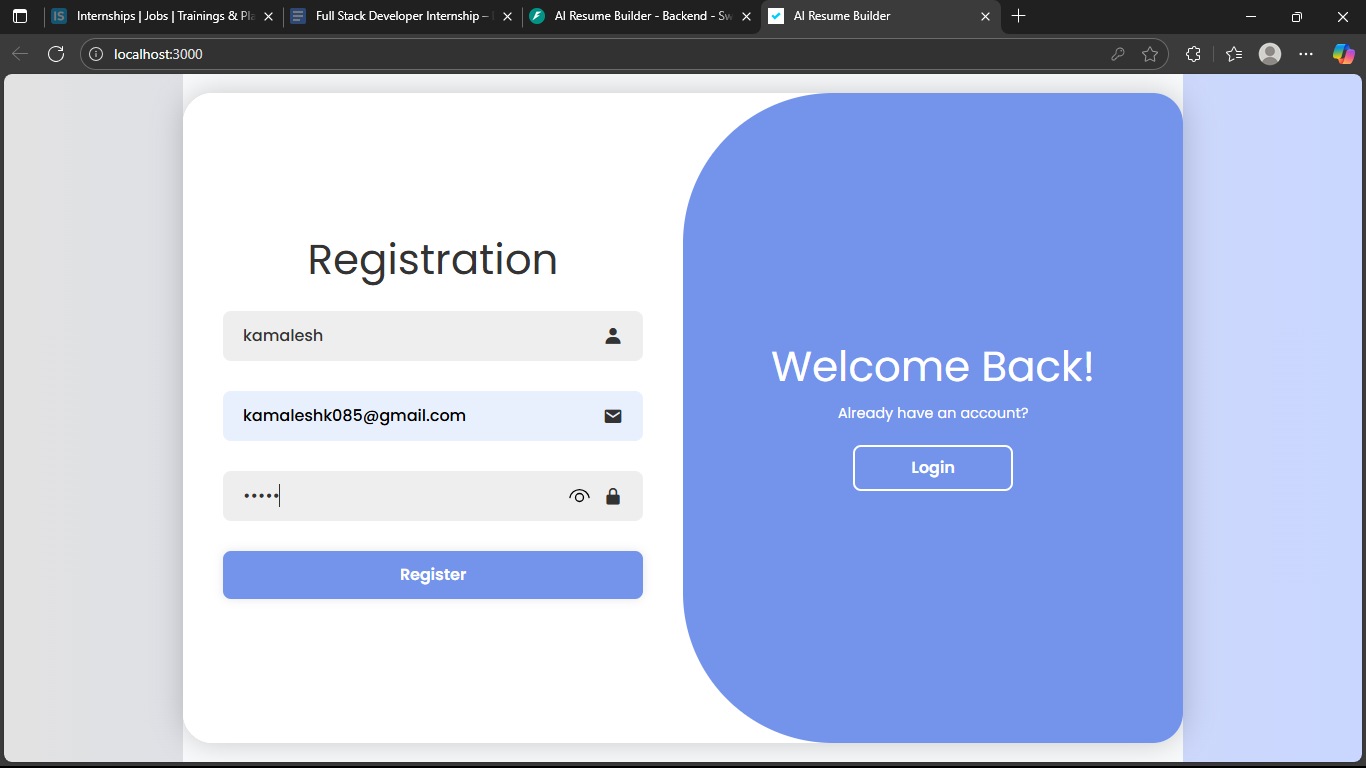 Internships | Jobs | Trainings & Pla
Full Stack Developer Internship –
AI Resume Builder - Backend - Sw
AI Resume Builder
localhost:3000
Registration
kamalesh
kamaleshk085@gmail.com
•••••
Register
Welcome Back!
Already have an account?
Login